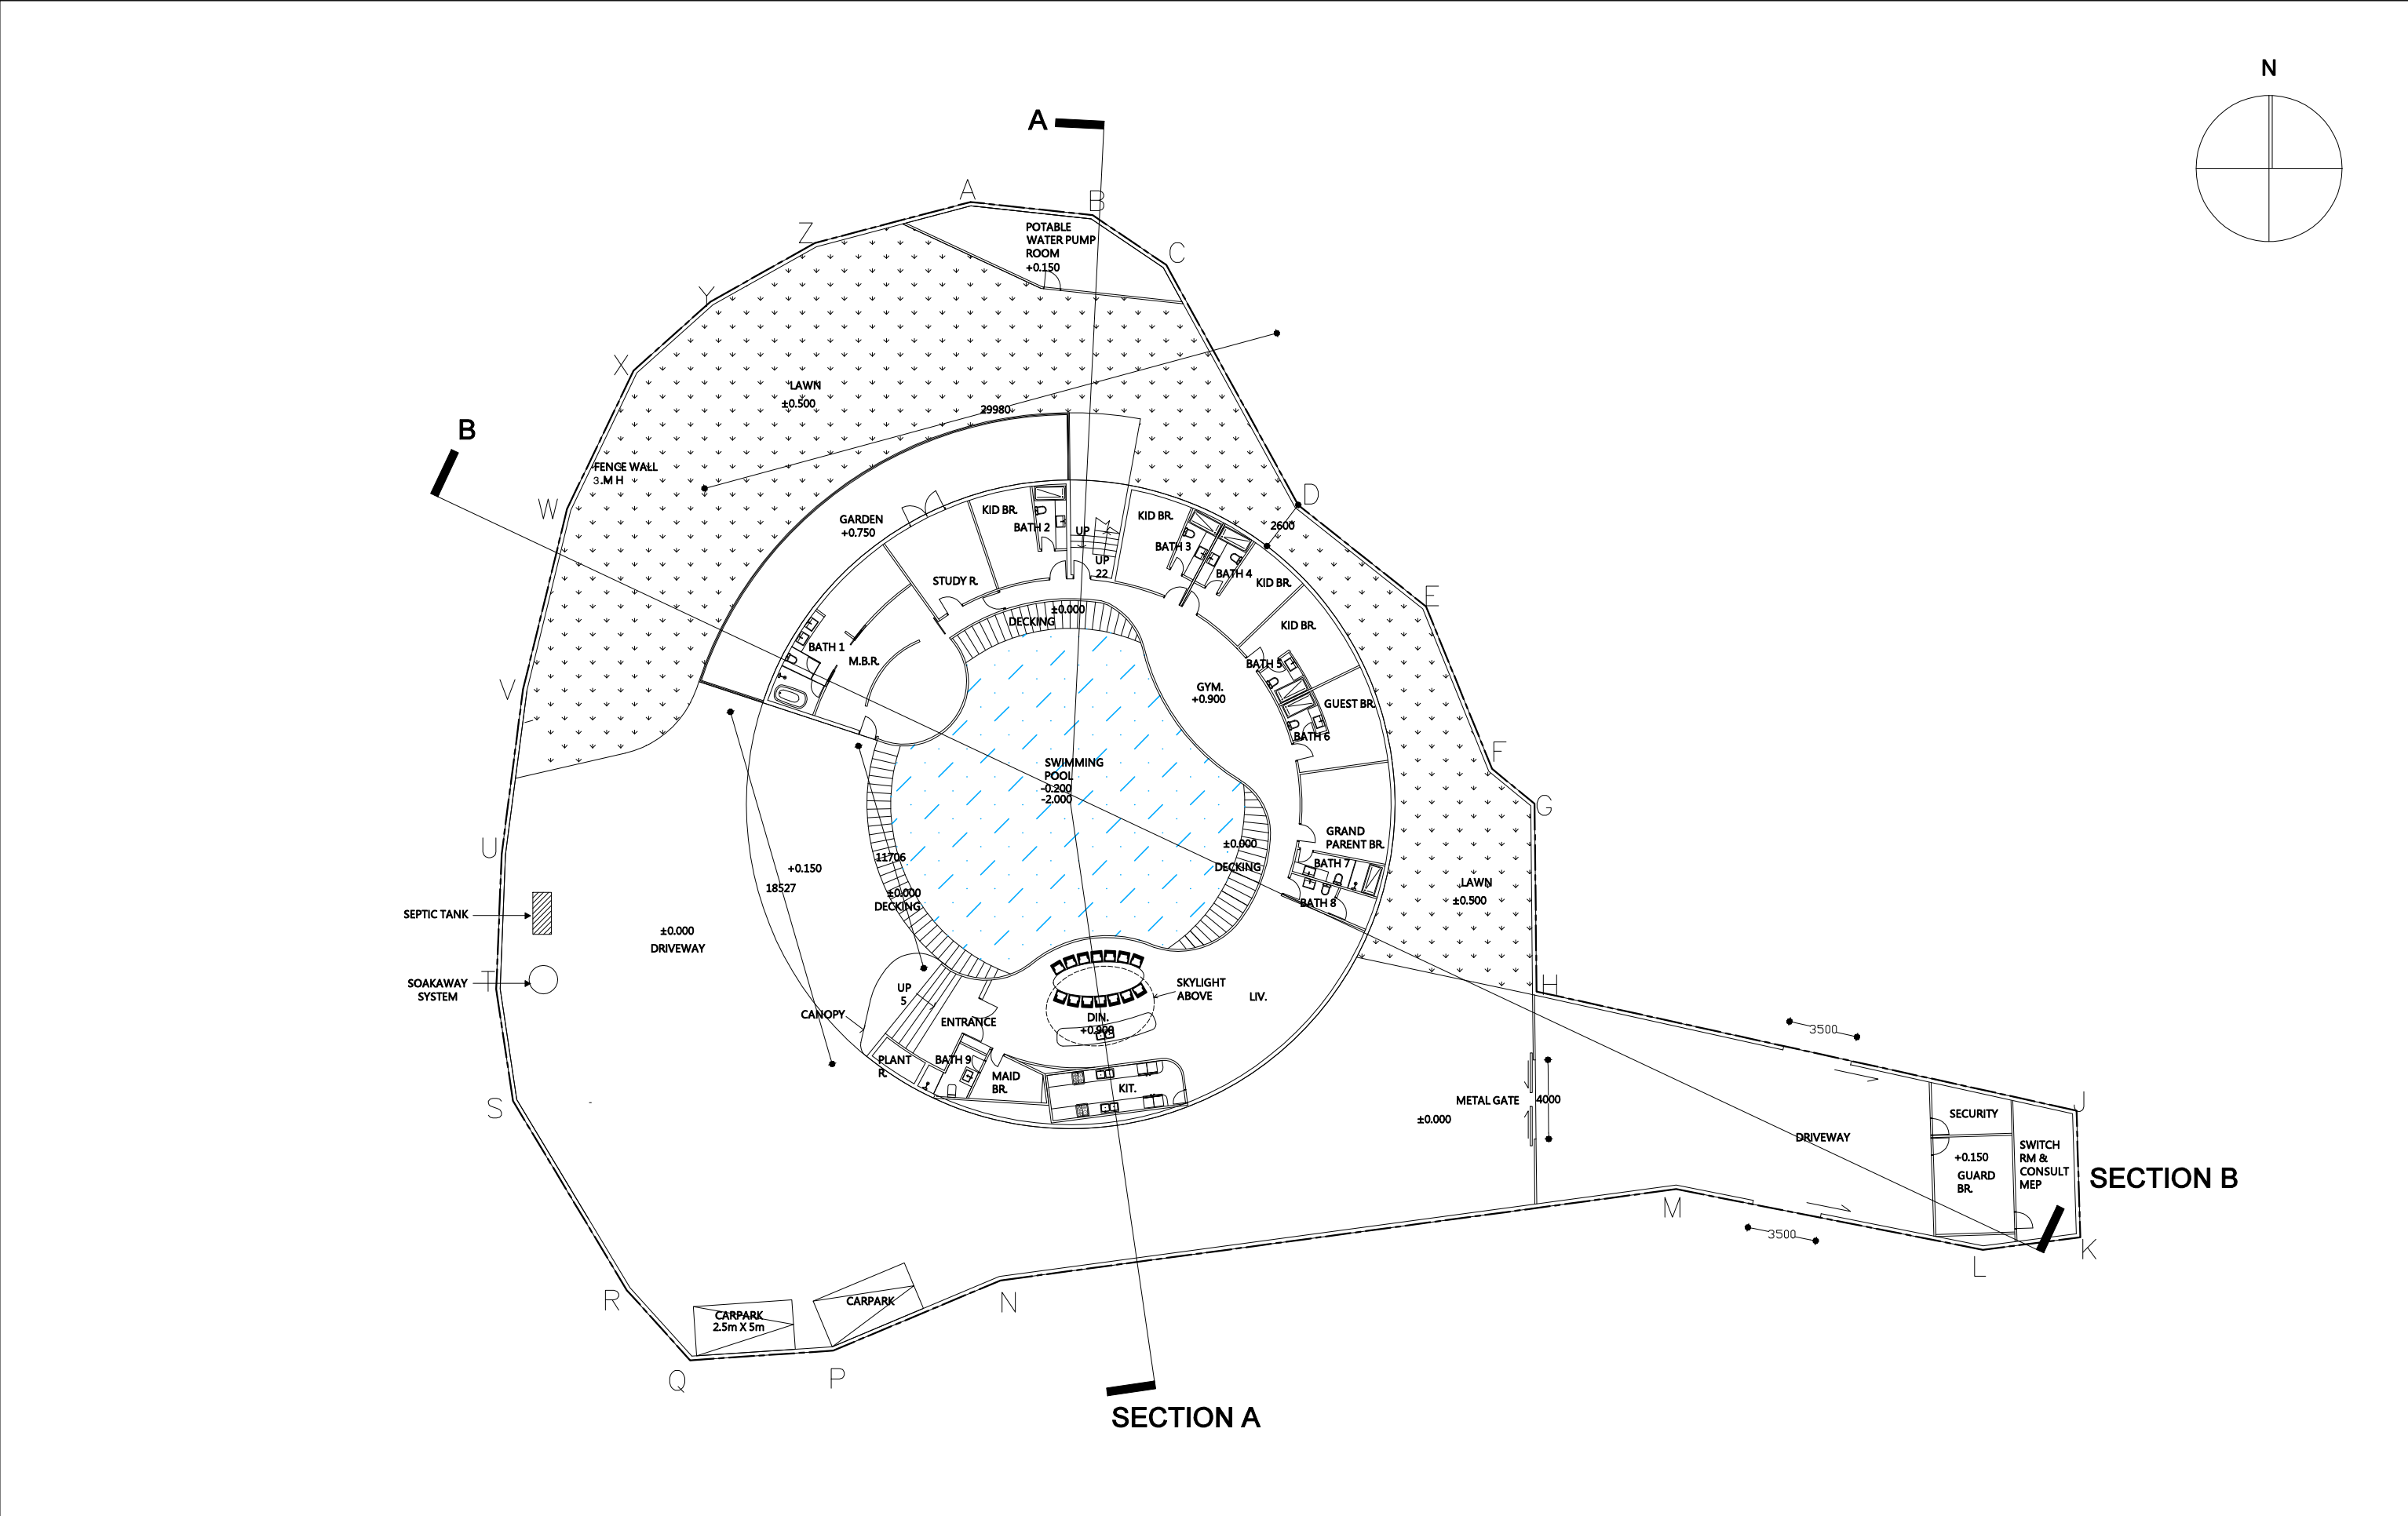 N
A
A
B
Z
C
POTABLE
WATER PUMP
ROOM
+0.150
Y
X
LAWN
±0.500
29980
B
FENCE WALL
3.M H
W
D
2600
GARDEN
+0.750
KID BR.
BATH 2
UP
UP
22
KID BR.
BATH 3
BATH 4
KID BR.
STUDY R.
E
±0.000
DECKING
KID BR.
BATH 1
M.B.R.
BATH 5
V
GYM.
+0.900
GUEST BR.
BATH 6
F
SWIMMING
POOL
-0.200
-2.000
G
U
GRAND
PARENT BR.
±0.000
DECKING
BATH 7
BATH 8
11706
+0.150
18527
±0.000
DECKING
LAWN
±0.500
SEPTIC TANK
±0.000
DRIVEWAY
T
SOAKAWAY
SYSTEM
H
UP
5
SKYLIGHT
ABOVE
LIV.
CANOPY
ENTRANCE
DIN.
+0.900
3500
PLANT
R.
BATH 9
MAID
BR.
KIT.
S
METAL GATE
4000
±0.000
J
SECURITY
DRIVEWAY
SWITCH
RM &
CONSULT
MEP
+0.150
GUARD
BR.
SECTION B
M
3500
K
L
R
N
CARPARK
2.5m X 5m
CARPARK
Q
P
SECTION A